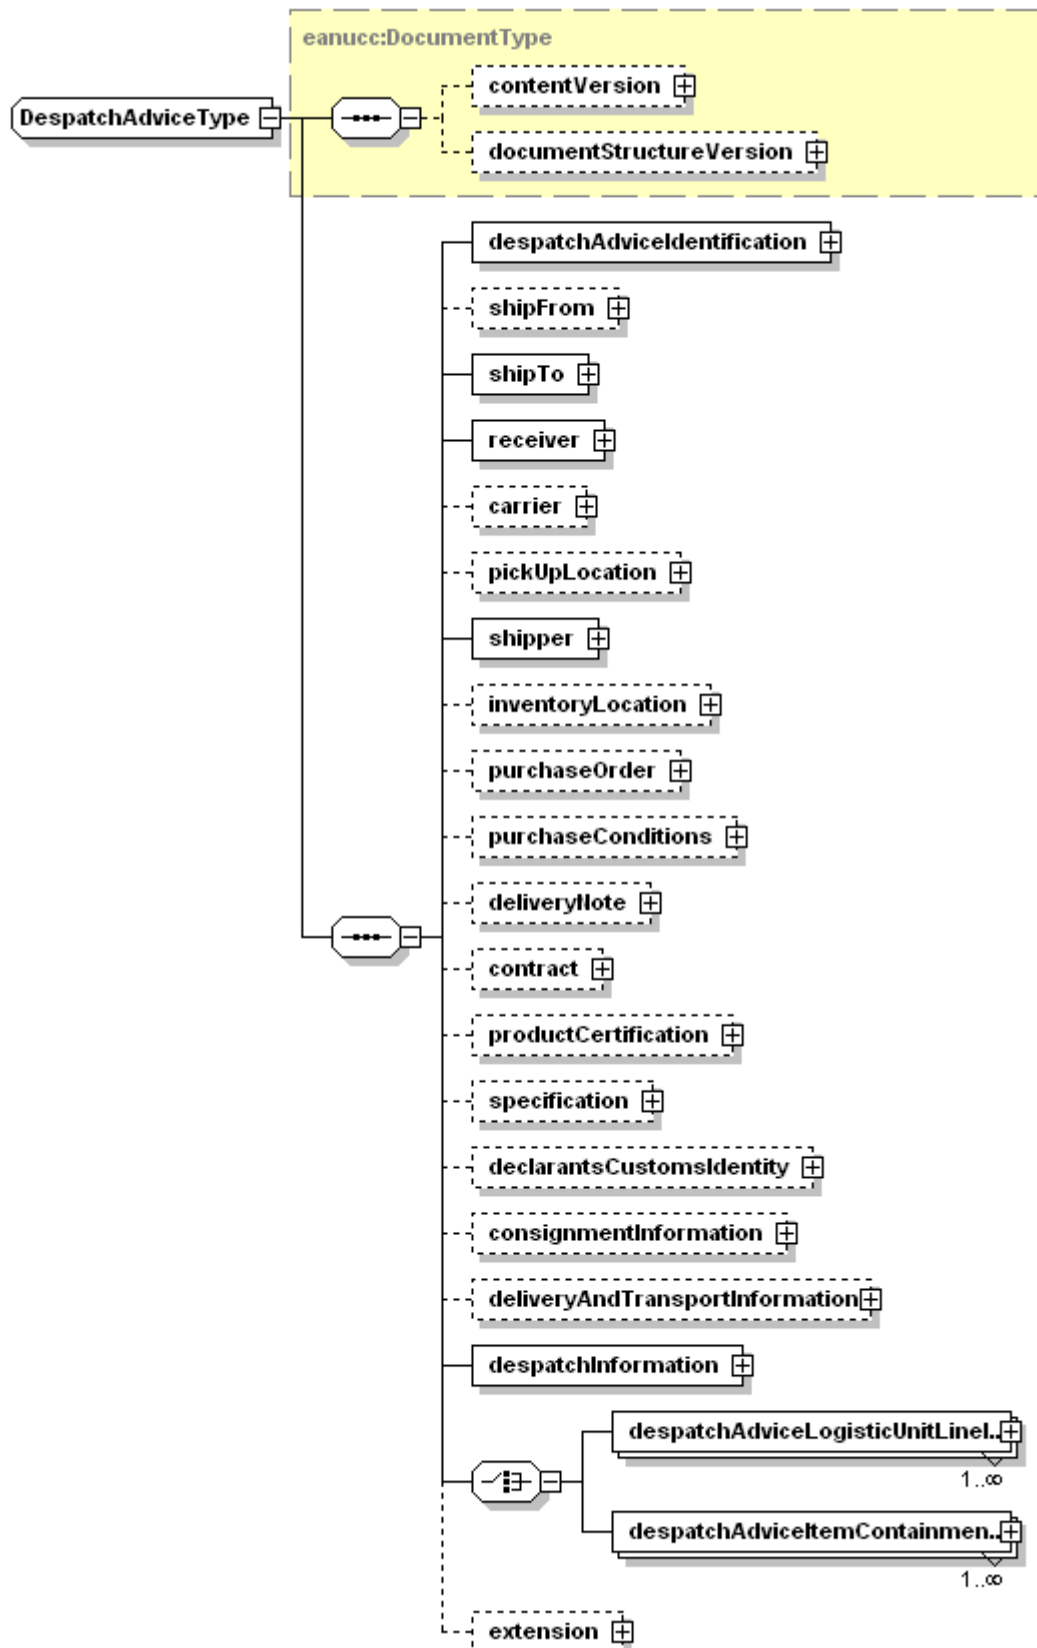 eanucc:DocumentType
contentVersion
DespatchAdviceType
documentStructureVersion
despatchAdviceIdentification
shipFrom
shipTo
receiver
carrier
pickUpLocation
shipper
inventoryLocation
purchaseOrder
purchaseConditions
deliveryNote
contract
productCertification
specification
declarantsCustomsIdentity
consignmentInformation
deliveryAndTransportInformation
despatchInformation
despatchAdviceLogisticUnitLineI...
1..∞
despatchAdviceItemContainmen...
1..∞
extension